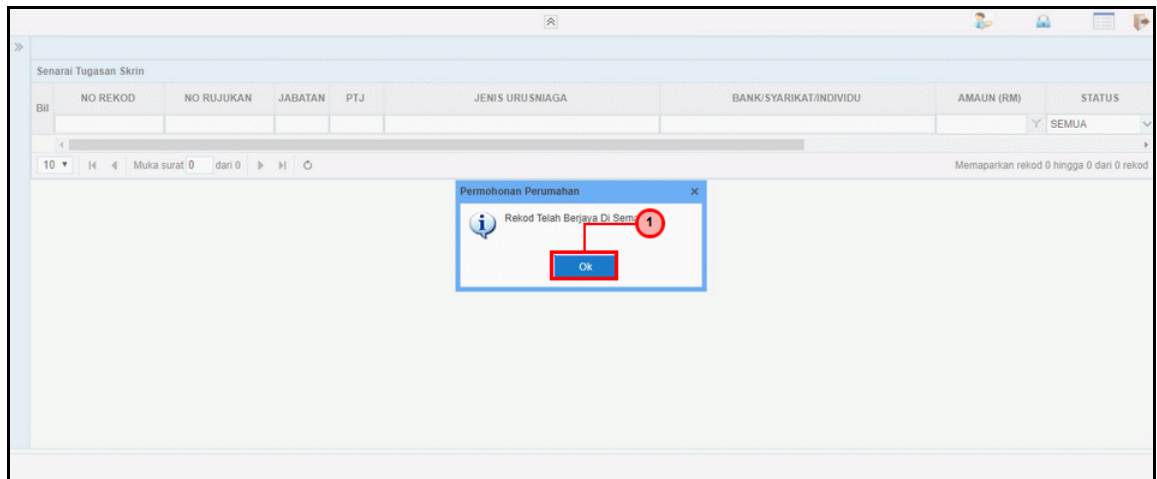 Senarai Tugasan Skrin
Bil NO REKOD NO RUJUKAN JABATAN PTJ JENIS URUSNIAGA BANK/SYARIKAT/INDIVIDU AMAUN (RM) STATUS
SEMUA
10 Muka surat 0 dari 0 Memaparkan rekod 0 hingga 0 dari 0 rekod
Permohonan Perumahan
Rekod Telah Berjaya Di
1
Ok